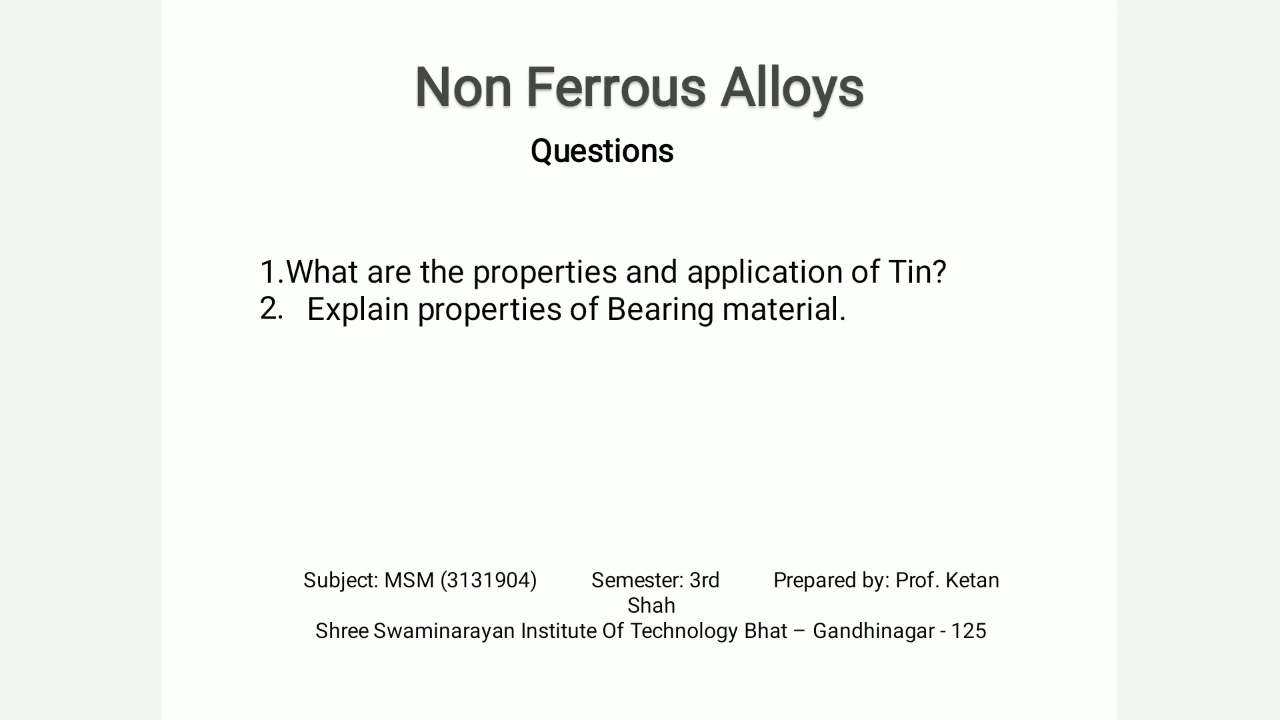 Non Ferrous Alloys
Questions
1.What are the properties and application of Tin?
2. Explain properties of Bearing material.
Subject: MSM (3131904) Semester: 3rd Prepared by: Prof. Ketan
Shah
Shree Swaminarayan Institute Of Technology Bhat – Gandhinagar - 125